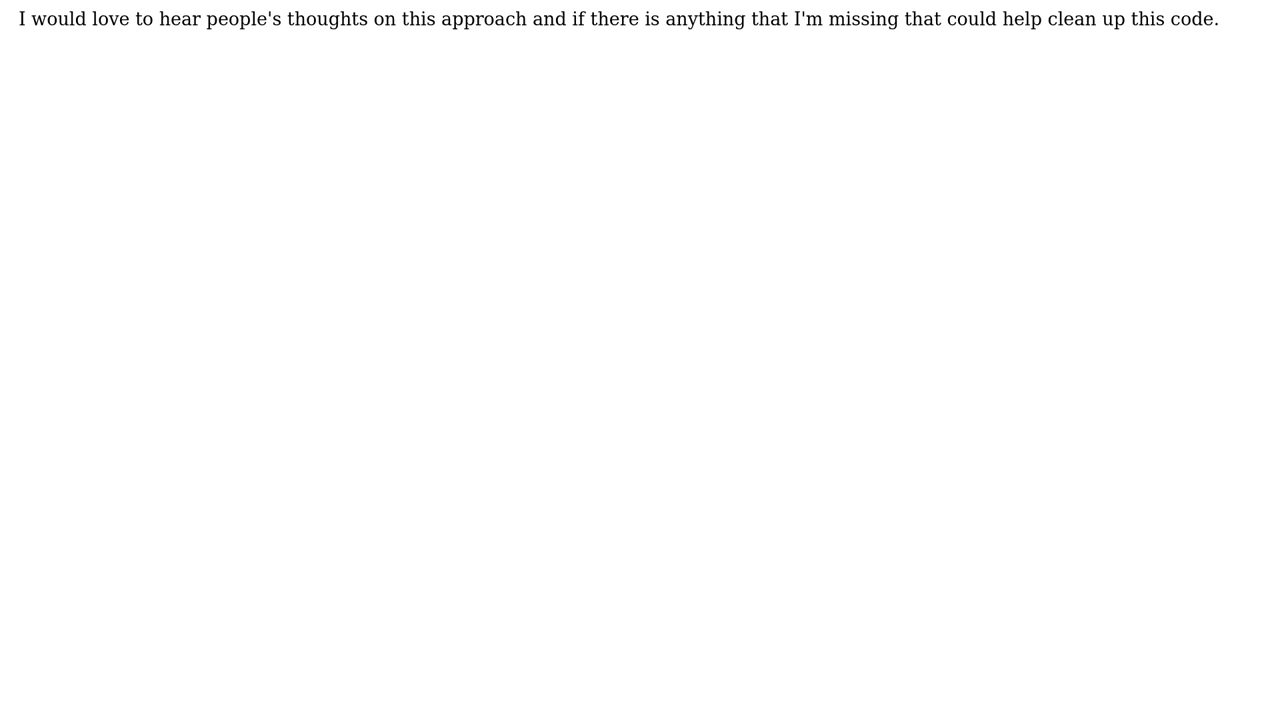 I would love to hear people's thoughts on this approach and if there is anything that I'm missing that could help clean up this code.